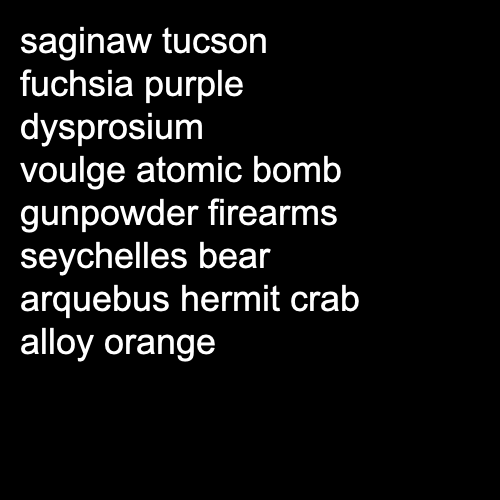 saginaw tucson
fuchsia purple
dysprosium
voulge atomic bomb
gunpowder firearms
seychelles bear
arquebus hermit crab
alloy orange